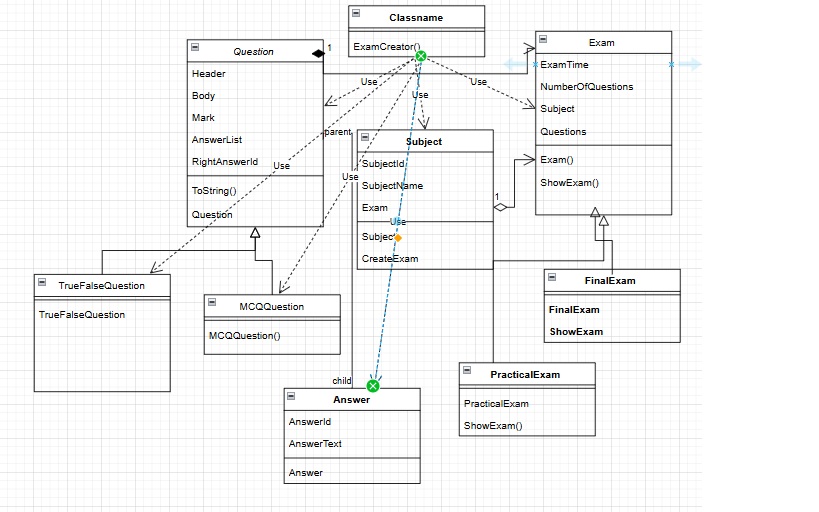 Classname
ExamCreator()
Question
1
Header
Body
Mark
AnswerList
RightAnswerId
ToString()
Question
Exam
ExamTime
NumberOfQuestions
Subject
Questions
Exam()
ShowExam()
Use
Use
Use
Use
Use
Use
parent
child
Subject
SubjectId
SubjectName
Exam
Subject
CreateExam
1
TrueFalseQuestion
TrueFalseQuestion
MCQQuestion
MCQQuestion()
FinalExam
FinalExam
ShowExam
PracticalExam
PracticalExam
ShowExam()
Answer
AnswerId
AnswerText
Answer